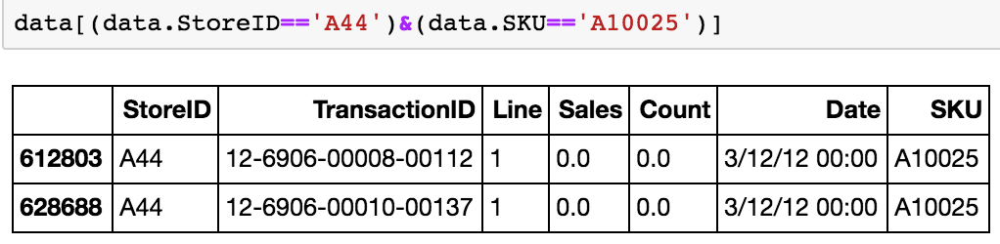 data[(data.StoreID=='A44')&(data.SKU=='A10025')]
StoreID TransactionID Line Sales Count Date SKU
612803 A44 12-6906-00008-00112 1 0.0 0.0 3/12/12 00:00 A10025
628688 A44 12-6906-00010-00137 1 0.0 0.0 3/12/12 00:00 A10025